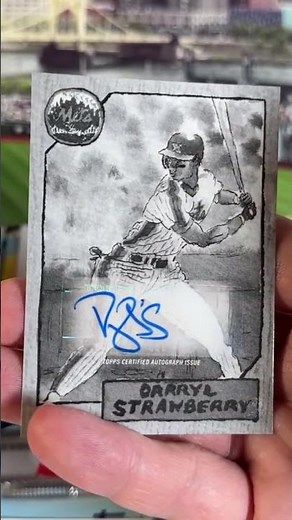 Mets
TOPPS CERTIFIED AUTOGRAPH ISSUE
DARRYL
STRAWBERRY